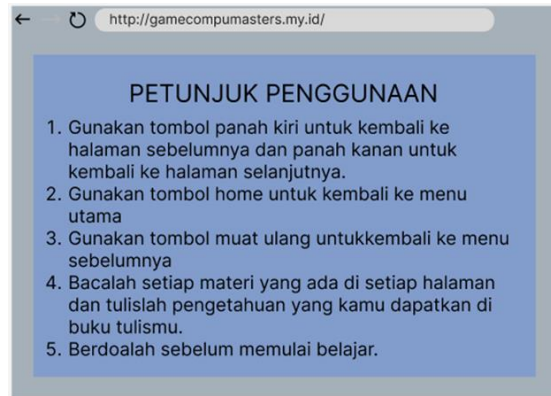 http://gamecompumasters.my.id/
PETUNJUK PENGGUNAAN
1. Gunakan tombol panah kiri untuk kembali ke
halaman sebelumnya dan panah kanan untuk
kembali ke halaman selanjutnya.
2. Gunakan tombol home untuk kembali ke menu
utama
3. Gunakan tombol muat ulang untukkembali ke menu
sebelumnya
4. Bacalah setiap materi yang ada di setiap halaman
dan tulislah pengetahuan yang kamu dapatkan di
buku tulismu.
5. Berdoalah sebelum memulai belajar.